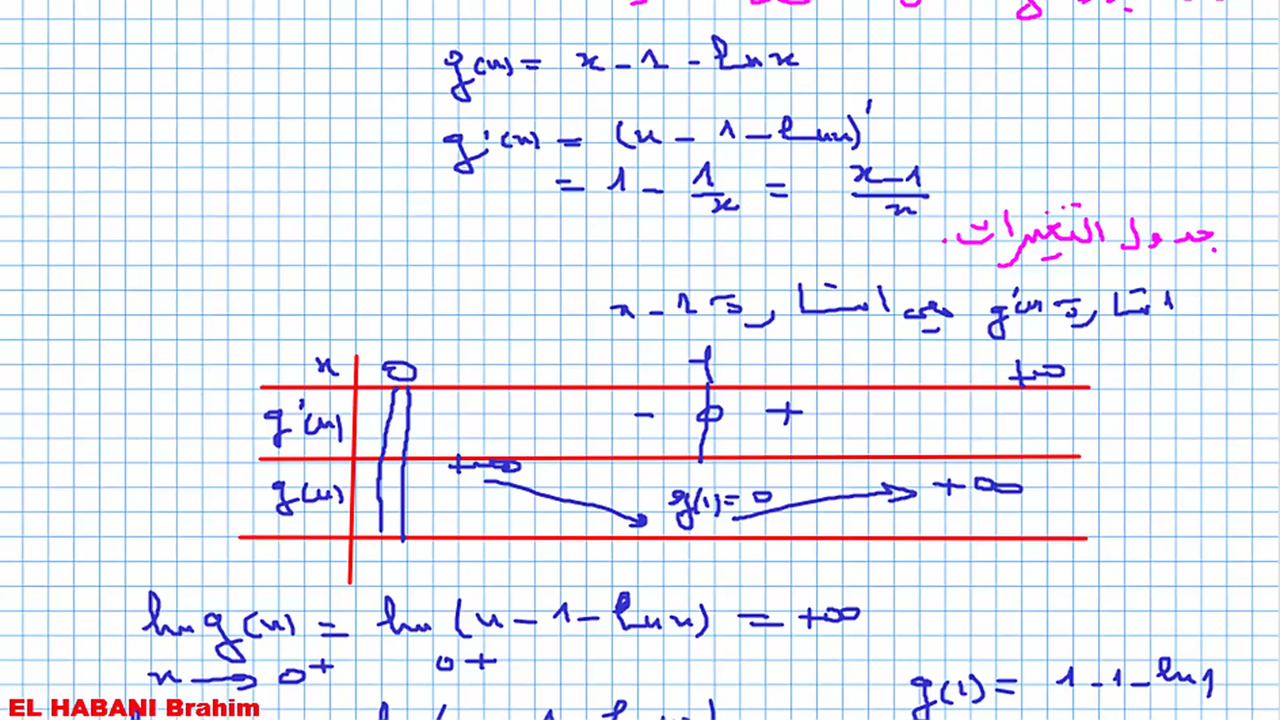 g(x) = x - 1 - ln x
g'(x) = (x - 1 - ln x)'
= 1 - 1/x = (x-1)/x
جدول التغيرات.
إشارة g'(x) هي إشارة x - 1
x 0 1 +∞
g'(x) - 0 +
g(x) +∞ g(1) = 0 +∞
lim g(x) = lim (x - 1 - ln x) = +∞
x → 0+ 0+
g(1) = 1 - 1 - ln 1
EL HABANI Brahim